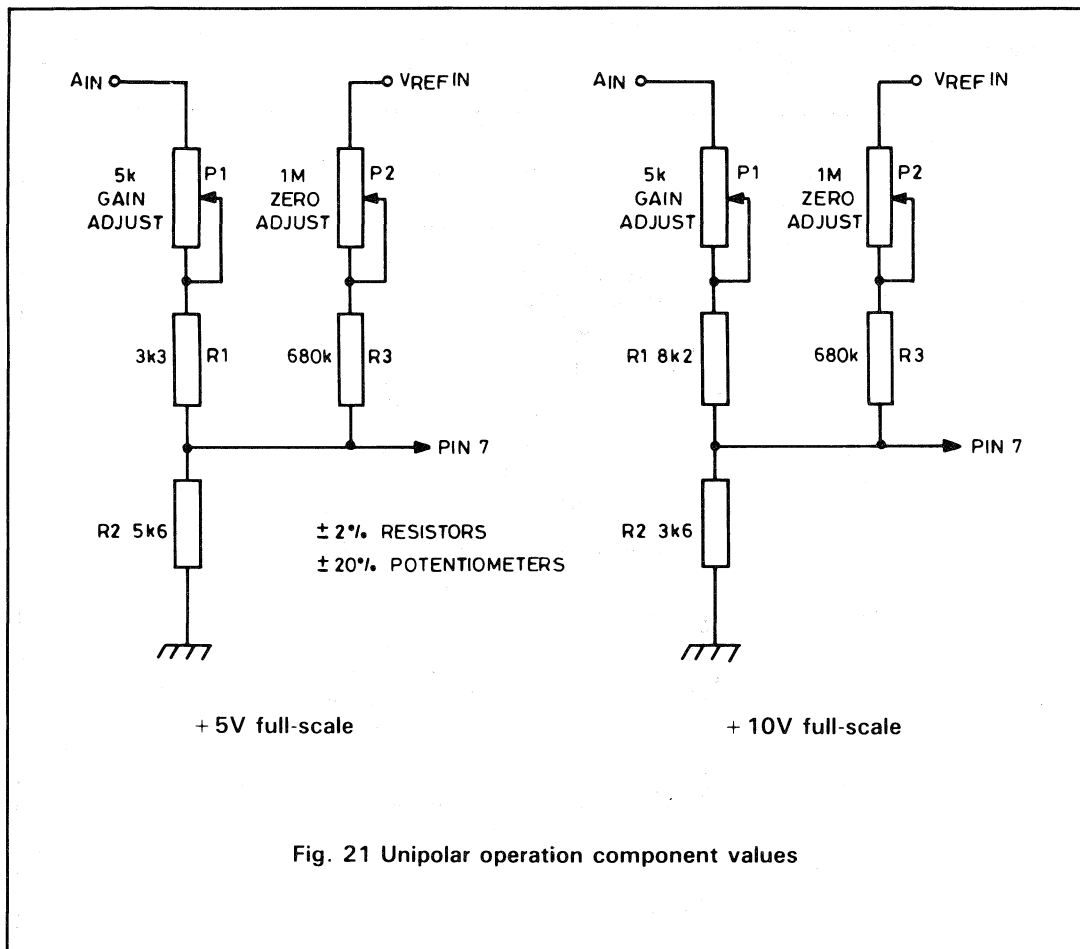 AIN
VREF IN
5k
GAIN
ADJUST
P1
1M
ZERO
ADJUST
P2
3k3 R1
680k R3
PIN 7
R2 5k6
±2% RESISTORS
±20% POTENTIOMETERS
+5V full-scale
AIN
VREF IN
5k
GAIN
ADJUST
P1
1M
ZERO
ADJUST
P2
R1 8k2
680k R3
PIN 7
R2 3k6
+10V full-scale
Fig. 21 Unipolar operation component values